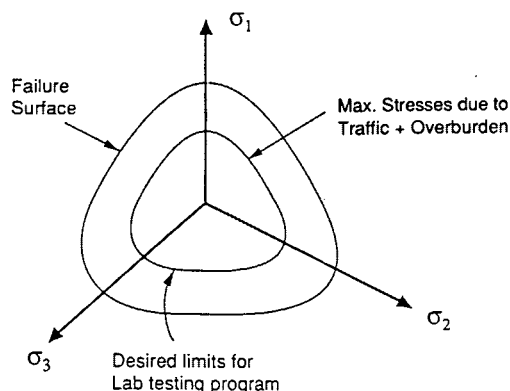 σ1
Failure
Surface
Max. Stresses due to
Traffic + Overburden
σ2
σ3
Desired limits for
Lab testing program